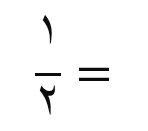 ١
٢ =